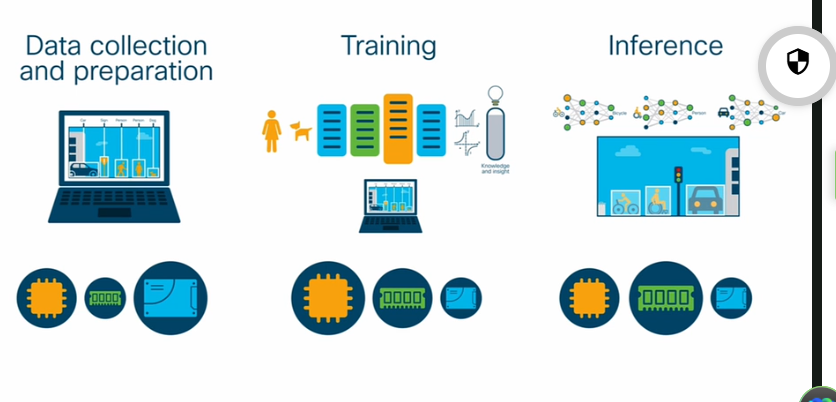 Data collection
and preparation
Training
Inference
Car
Sign
Person
Person
Dog
Knowledge
and insight
Bicycle
Person
Car